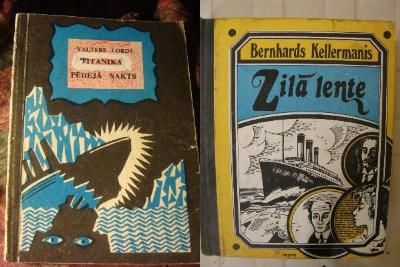 VALTERS LORDS
TITANIKA
PĒDĒJĀ NAKTS
Bernhards Kellermanis
Zilā lente